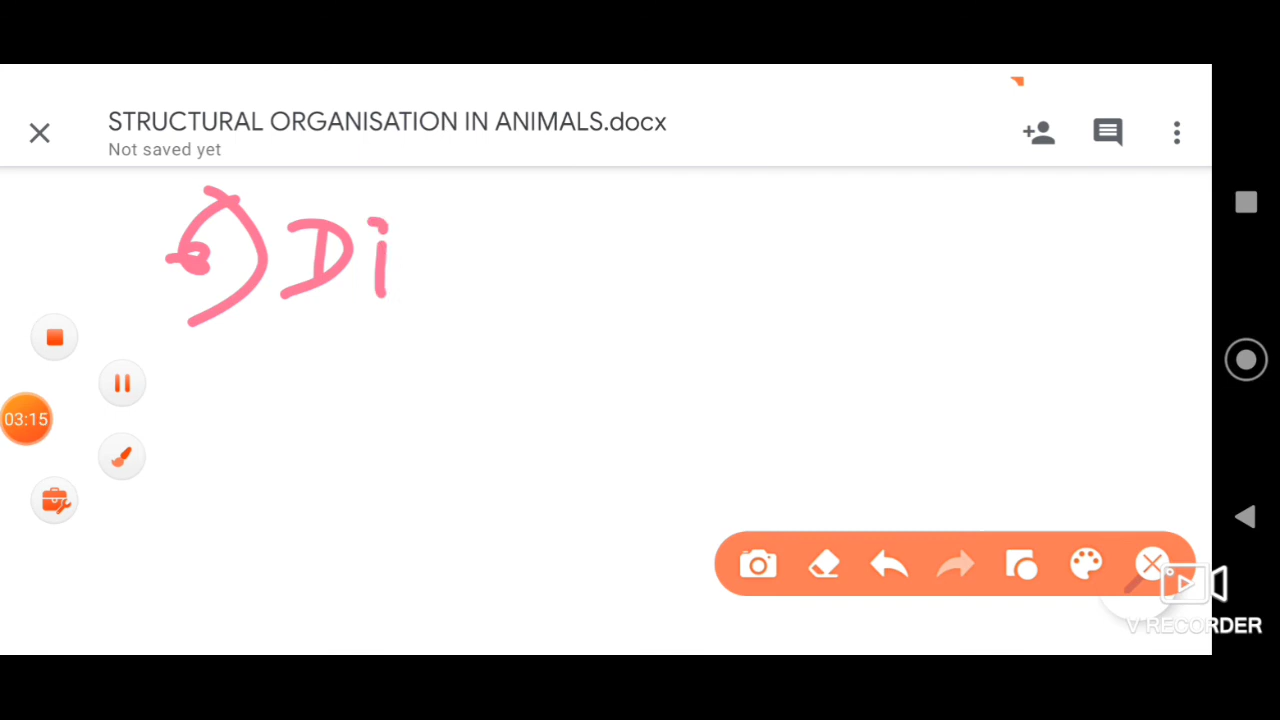 STRUCTURAL ORGANISATION IN ANIMALS.docx
Not saved yet
) Di
03:15
V RECORDER